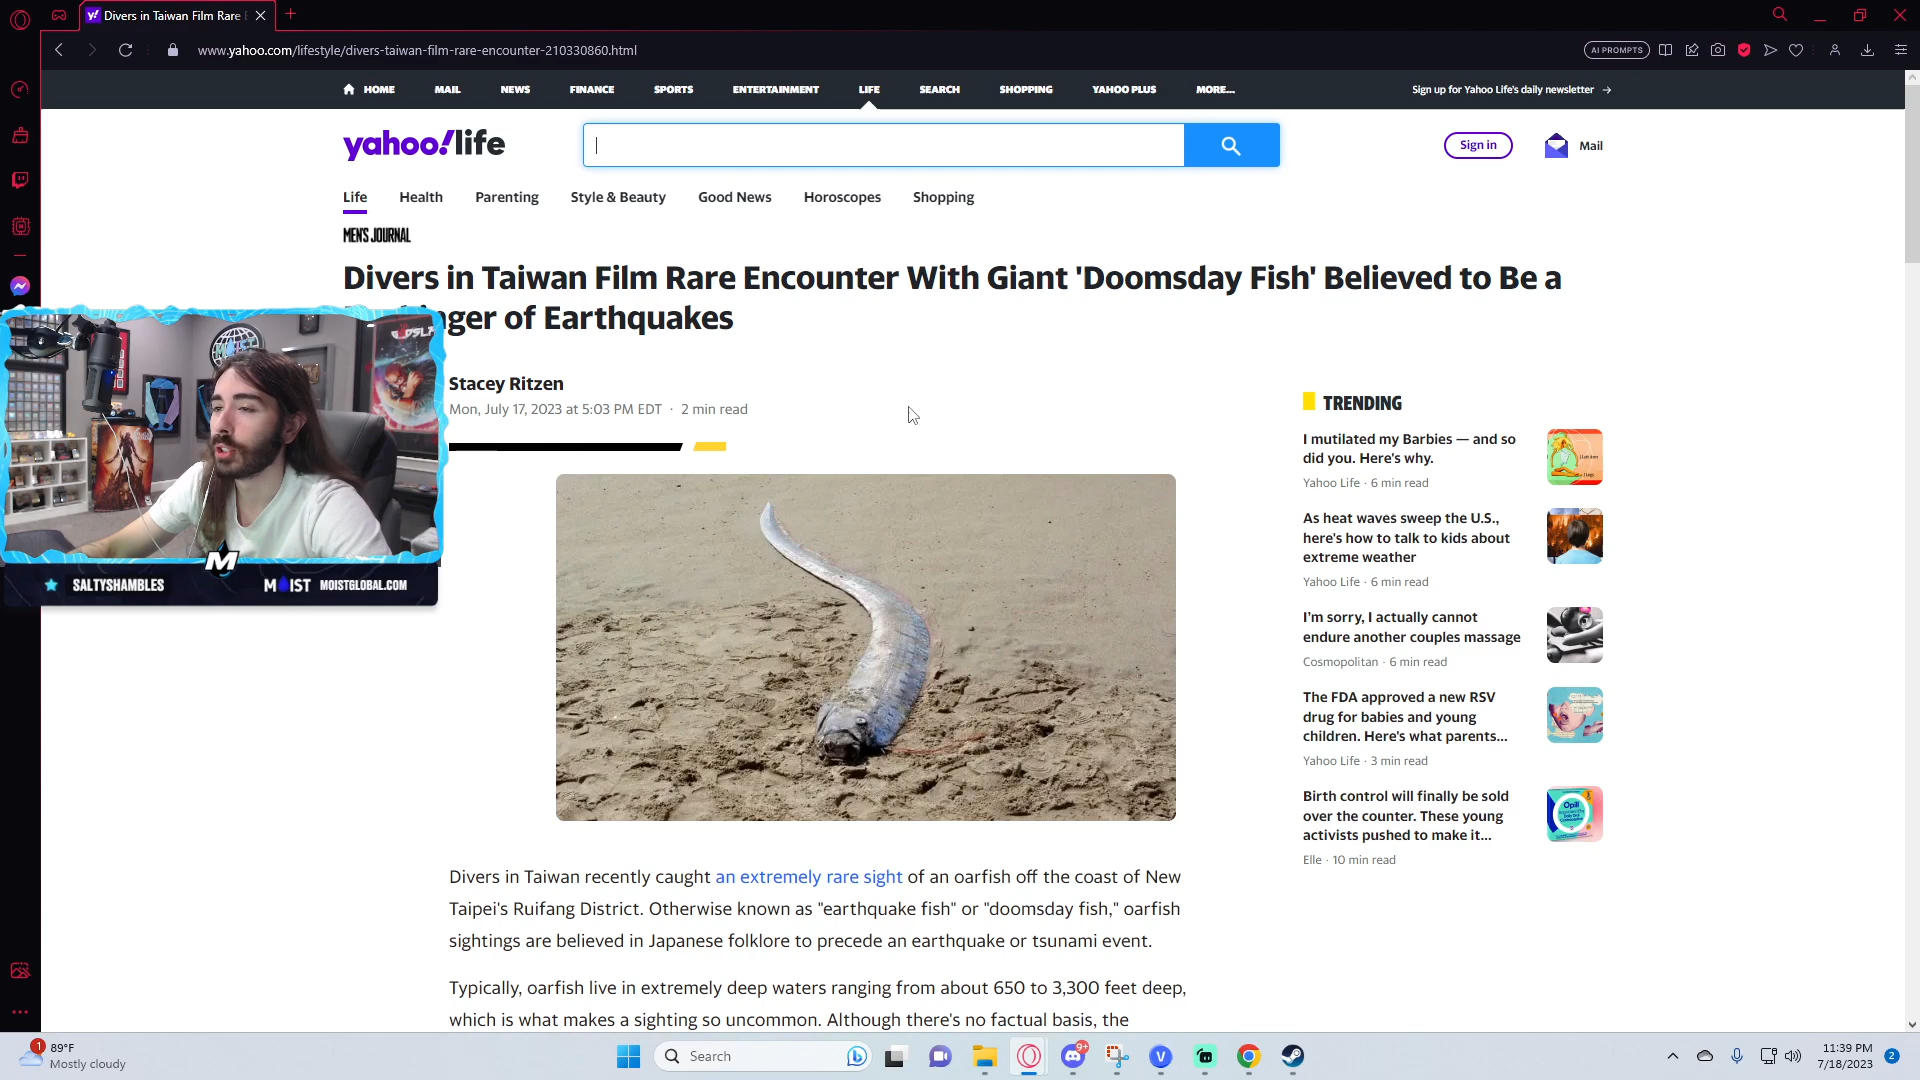 Divers in Taiwan Film Rare E
www.yahoo.com/lifestyle/divers-taiwan-film-rare-encounter-210330860.html
AI PROMPTS
HOME MAIL NEWS FINANCE SPORTS ENTERTAINMENT LIFE SEARCH SHOPPING YAHOO PLUS MORE...
Sign up for Yahoo Life's daily newsletter →
yahoo!life
Sign in
Mail
Life Health Parenting Style & Beauty Good News Horoscopes Shopping
MEN'S JOURNAL
Divers in Taiwan Film Rare Encounter With Giant 'Doomsday Fish' Believed to Be a
nger of Earthquakes
Stacey Ritzen
Mon, July 17, 2023 at 5:03 PM EDT · 2 min read
MOIST
M
SALTYSHAMBLES
MOIST MOISTGLOBAL.COM
Divers in Taiwan recently caught an extremely rare sight of an oarfish off the coast of New
Taipei's Ruifang District. Otherwise known as "earthquake fish" or "doomsday fish," oarfish
sightings are believed in Japanese folklore to precede an earthquake or tsunami event.
Typically, oarfish live in extremely deep waters ranging from about 650 to 3,300 feet deep,
which is what makes a sighting so uncommon. Although there's no factual basis, the
TRENDING
I mutilated my Barbies — and so
did you. Here's why.
Yahoo Life · 6 min read
As heat waves sweep the U.S.,
here's how to talk to kids about
extreme weather
Yahoo Life · 6 min read
I'm sorry, I actually cannot
endure another couples massage
Cosmopolitan · 6 min read
The FDA approved a new RSV
drug for babies and young
children. Here's what parents...
Yahoo Life · 3 min read
Birth control will finally be sold
over the counter. These young
activists pushed to make it...
Elle · 10 min read
Opill
1
89°F
Mostly cloudy
Search
9+
V
11:39 PM
7/18/2023
2